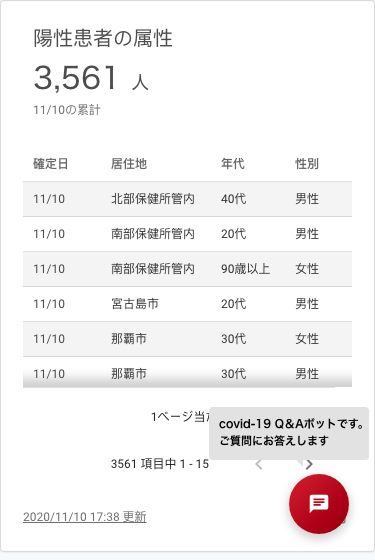 陽性患者の属性
3,561 人
11/10の累計
確定日 居住地 年代 性別
11/10 北部保健所管内 40代 男性
11/10 南部保健所管内 20代 男性
11/10 南部保健所管内 90歳以上 女性
11/10 宮古島市 20代 男性
11/10 那覇市 30代 女性
11/10 那覇市 30代 男性
1ページ当
covid-19 Q&Aボットです。
ご質問にお答えします
3561 項目中 1 - 15
2020/11/10 17:38 更新